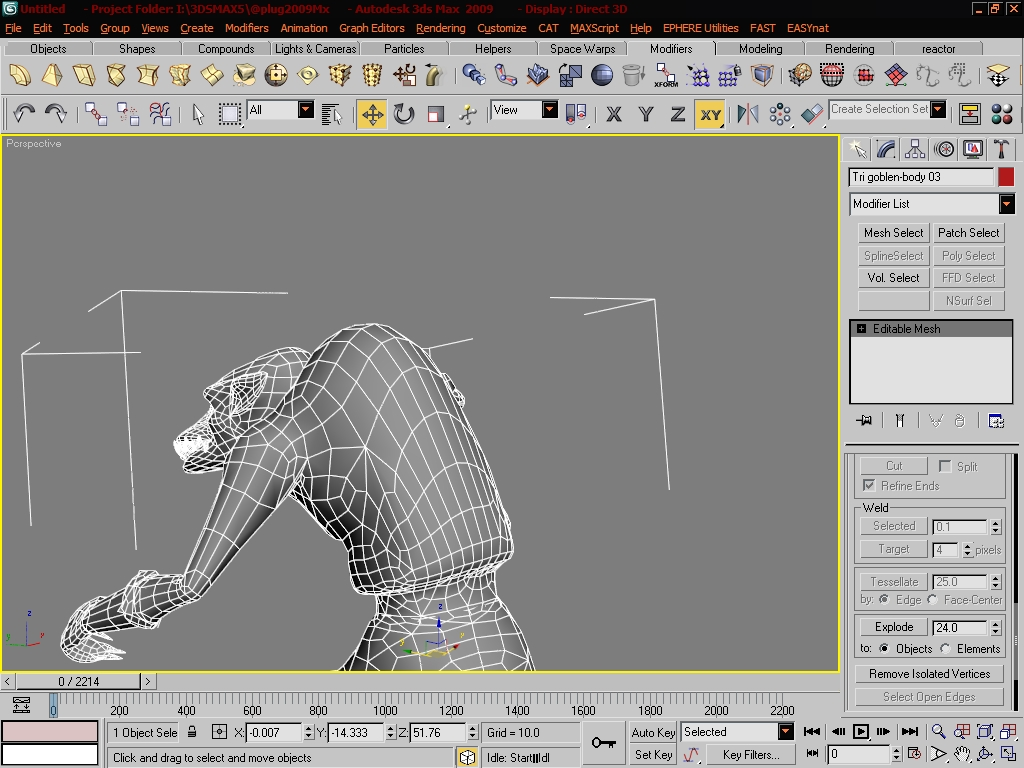 Untitled - Project Folder: I:\3DSMAX5\@plug2009Mx - Autodesk 3ds Max 2009 - Display : Direct 3D
File Edit Tools Group Views Create Modifiers Animation Graph Editors Rendering Customize CAT MAXScript Help EPHERE Utilities FAST EASYnat
Objects Shapes Compounds Lights & Cameras Particles Helpers Space Warps Modifiers Modeling Rendering reactor
XFORM
All View X Y Z XY Create Selection Set
Perspective
Tri goblen-body 03
Modifier List
Mesh Select Patch Select
SplineSelect Poly Select
Vol. Select FFD Select
NSurf Sel
Editable Mesh
Cut Split
Refine Ends
Weld
Selected 0.1
Target 4 pixels
Tessellate 25.0
by: Edge Face-Center
Explode 24.0
to: Objects Elements
Remove Isolated Vertices
Select Open Edges
z
y x
z
y x
< 0 / 2214 >
0 200 400 600 800 1000 1200 1400 1600 1800 2000 2200
1 Object Sele X: -0.007 Y: -14.333 Z: 51.76 Grid = 10.0 Auto Key Selected
Click and drag to select and move objects Idle: Start Set Key Key Filters... 0